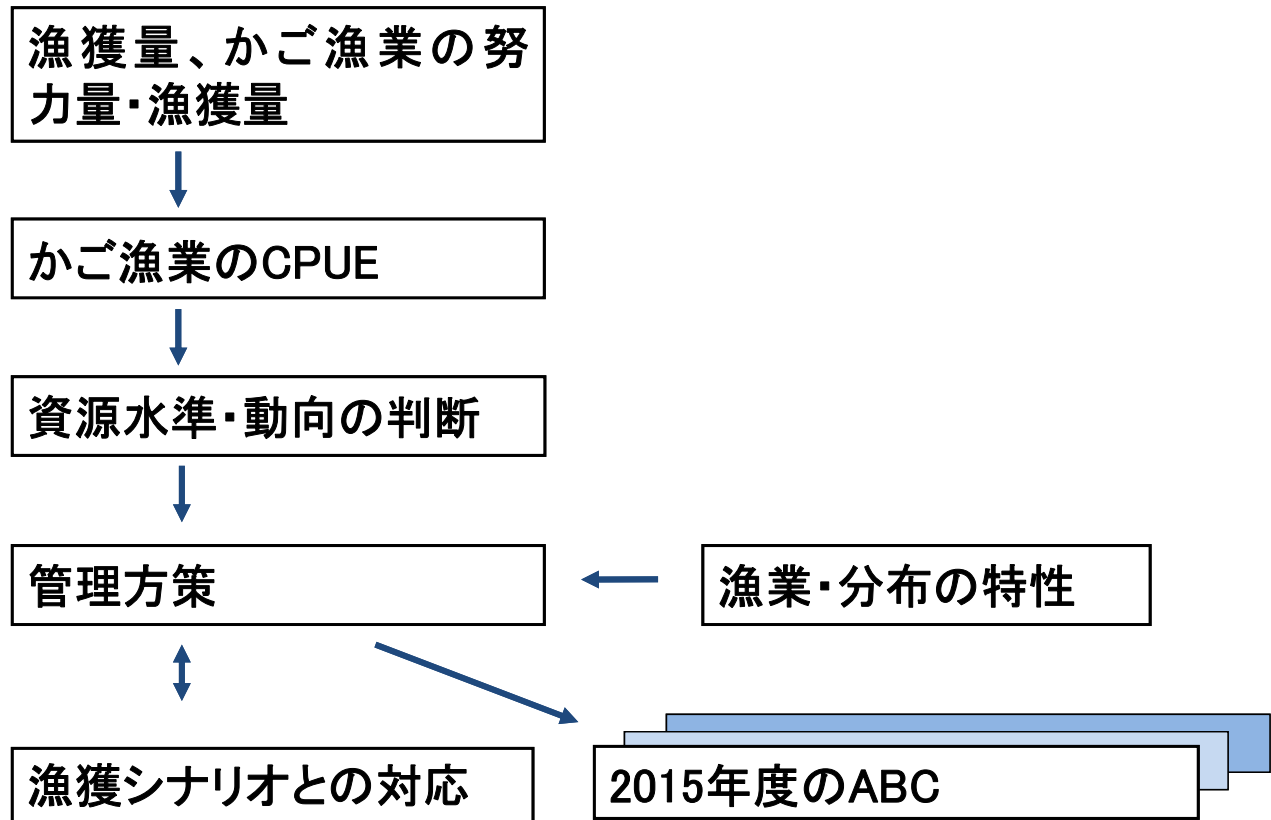 漁獲量、かご漁業の努
力量・漁獲量
かご漁業のCPUE
資源水準・動向の判断
管理方策
漁業・分布の特性
漁獲シナリオとの対応
2015年度のABC